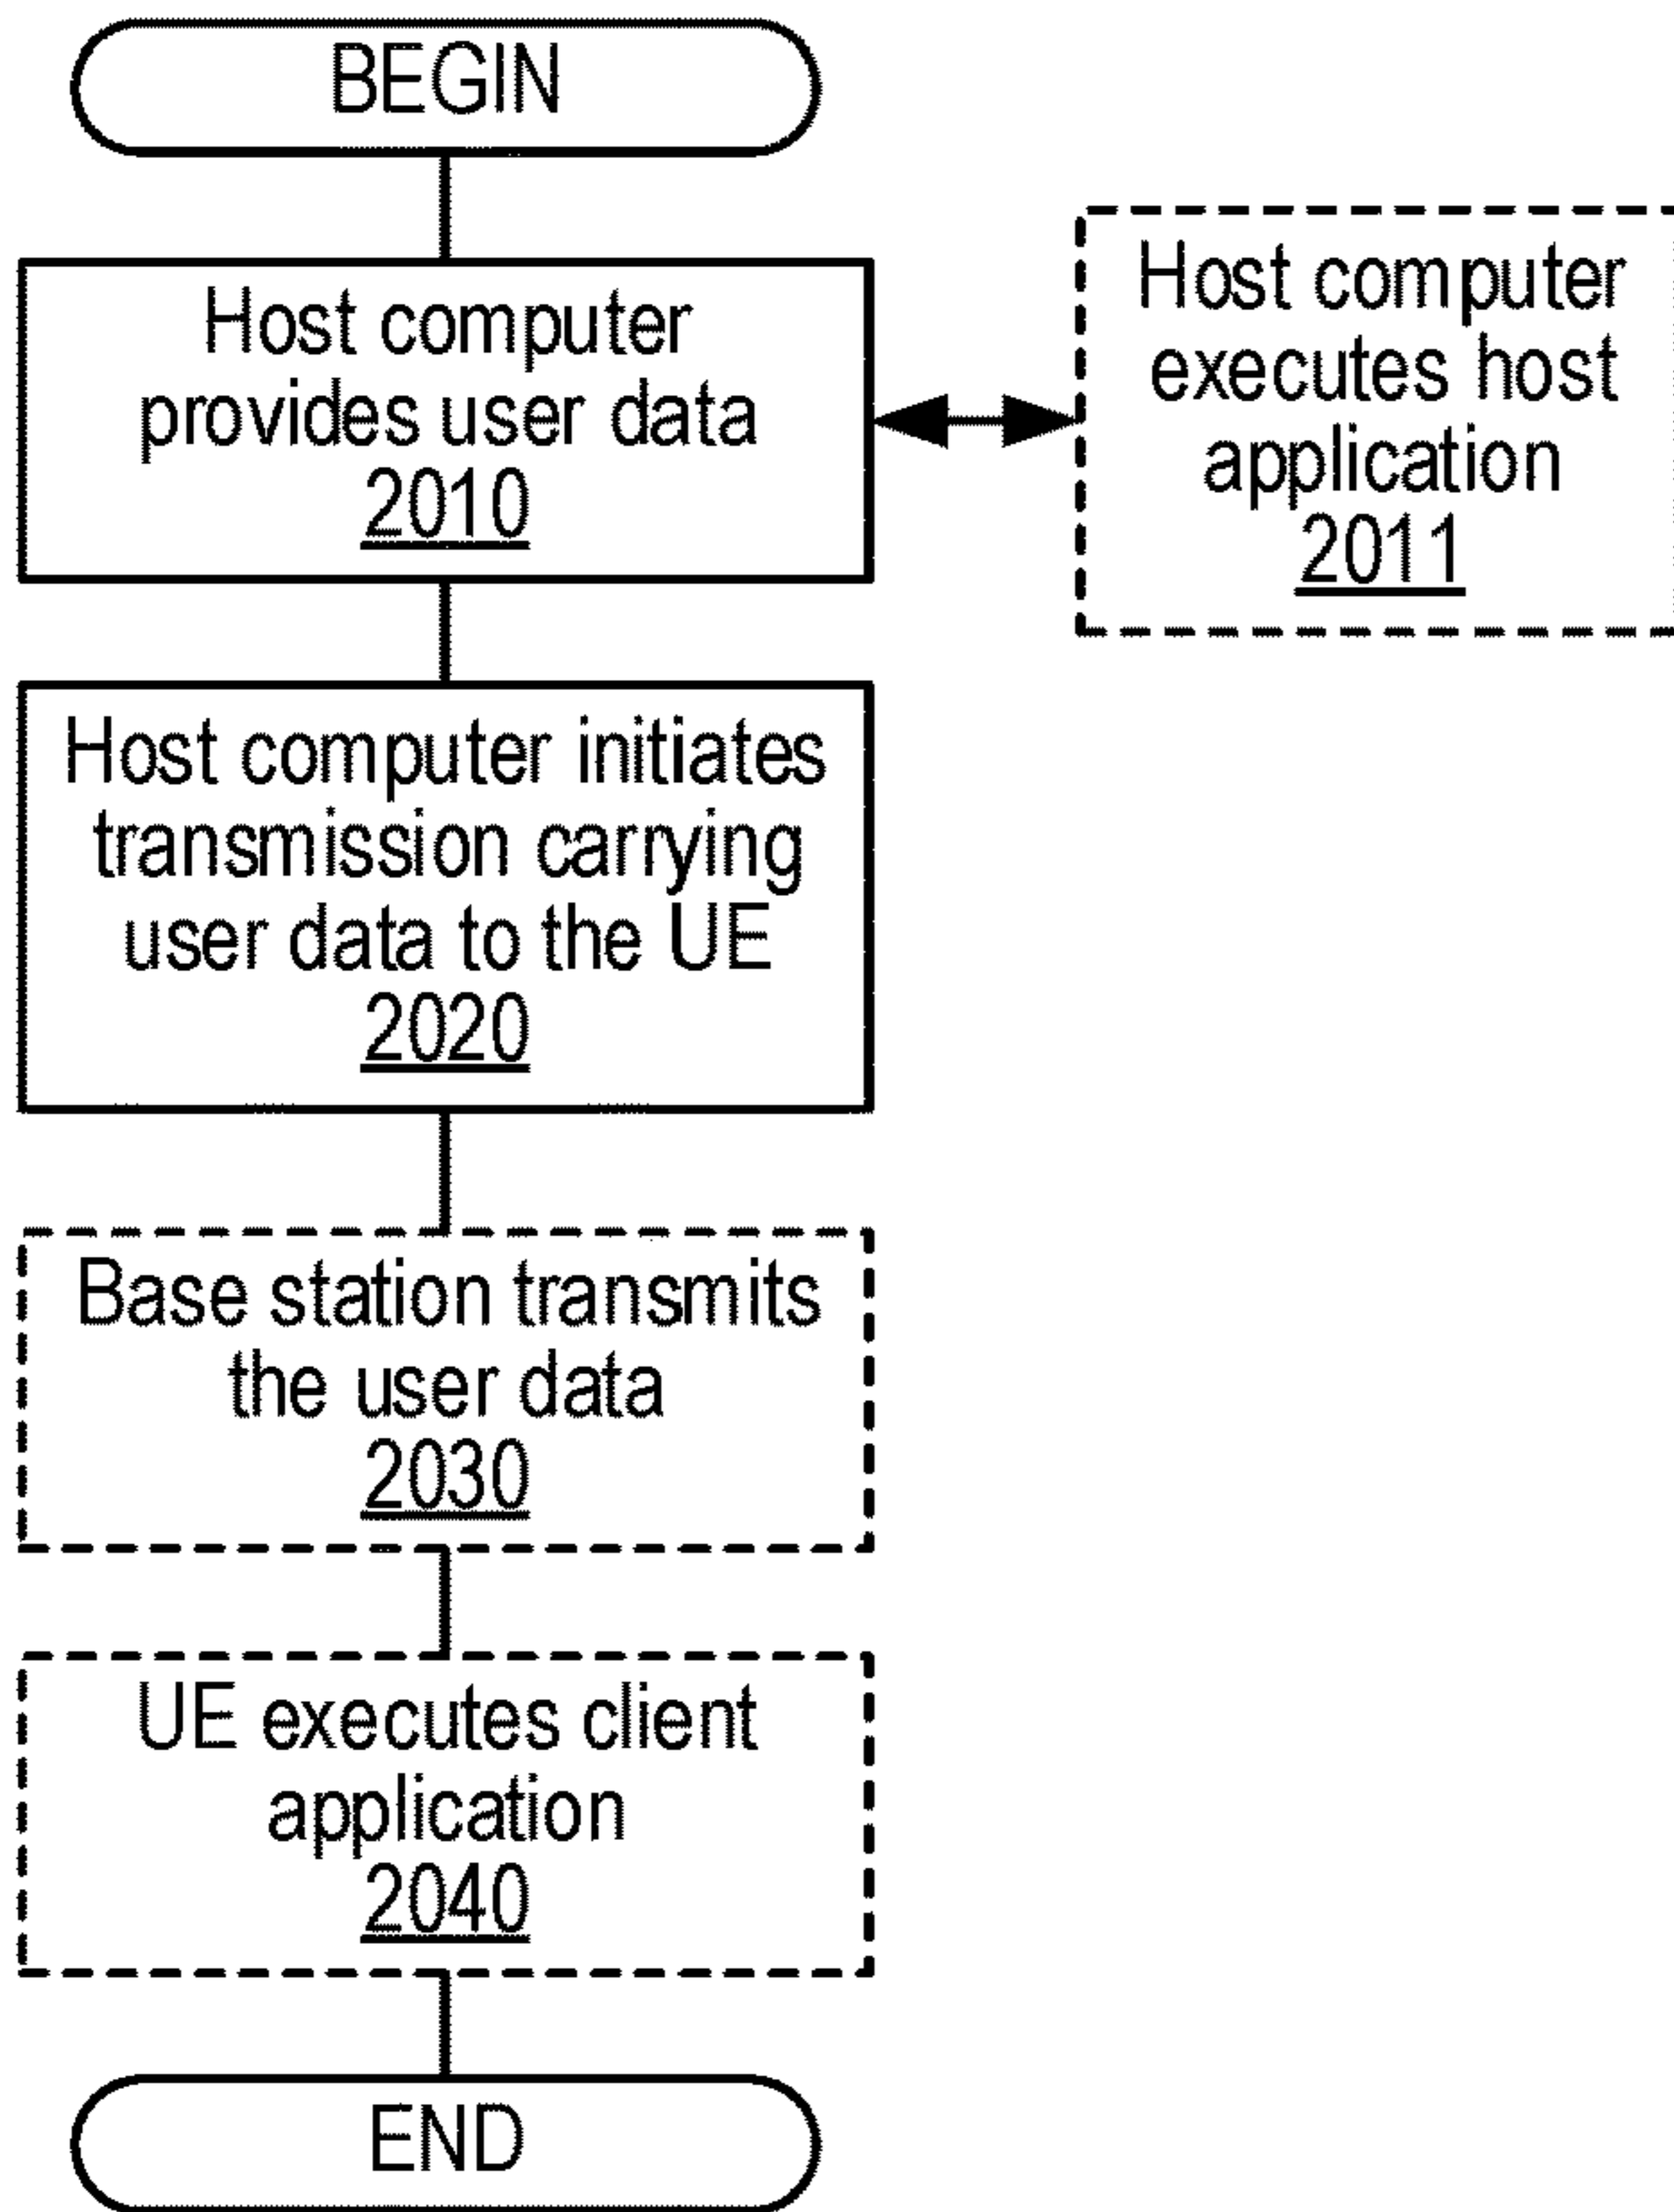 BEGIN
Host computer
provides user data
2010
Host computer
executes host
application
2011
Host computer initiates
transmission carrying
user data to the UE
2020
Base station transmits
the user data
2030
UE executes client
application
2040
END